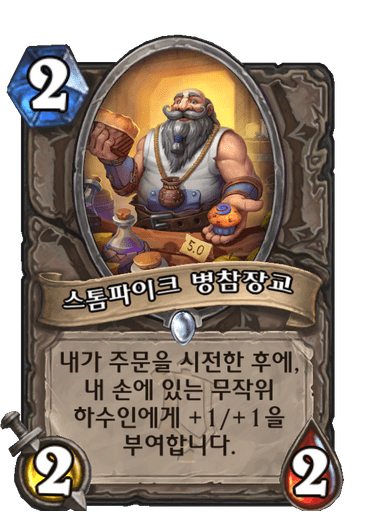 2
5.0
스톰파이크 병참장교
내가 주문을 시전한 후에,
내 손에 있는 무작위
하수인에게 +1/+1을
부여합니다.
2
2